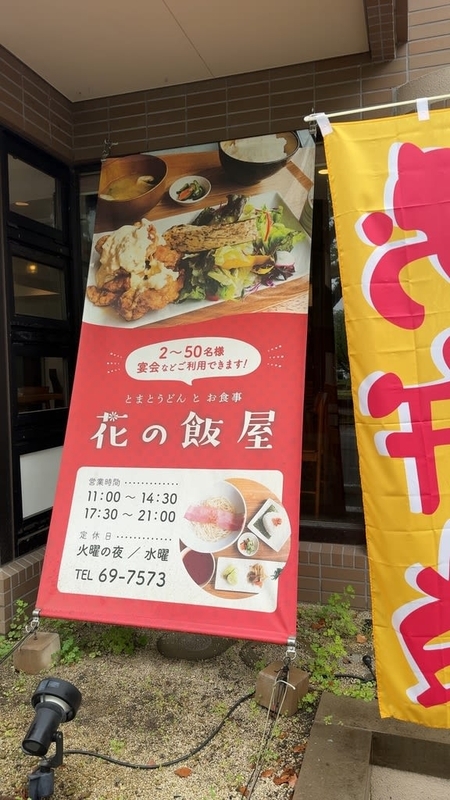 2〜50名様
宴会などご利用できます!
とまとうどん と お食事
花の飯屋
営業時間
11:00 〜 14:30
17:30 〜 21:00
定休日
火曜の夜 / 水曜
TEL 69-7573